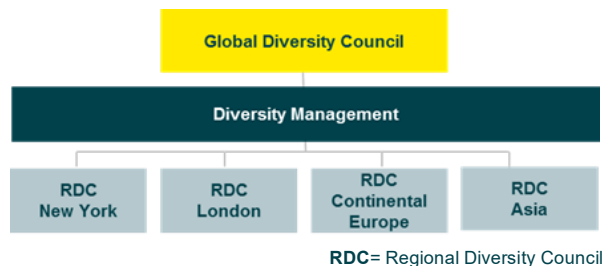 Global Diversity Council
Diversity Management
RDC
New York
RDC
London
RDC
Continental
Europe
RDC
Asia
RDC= Regional Diversity Council